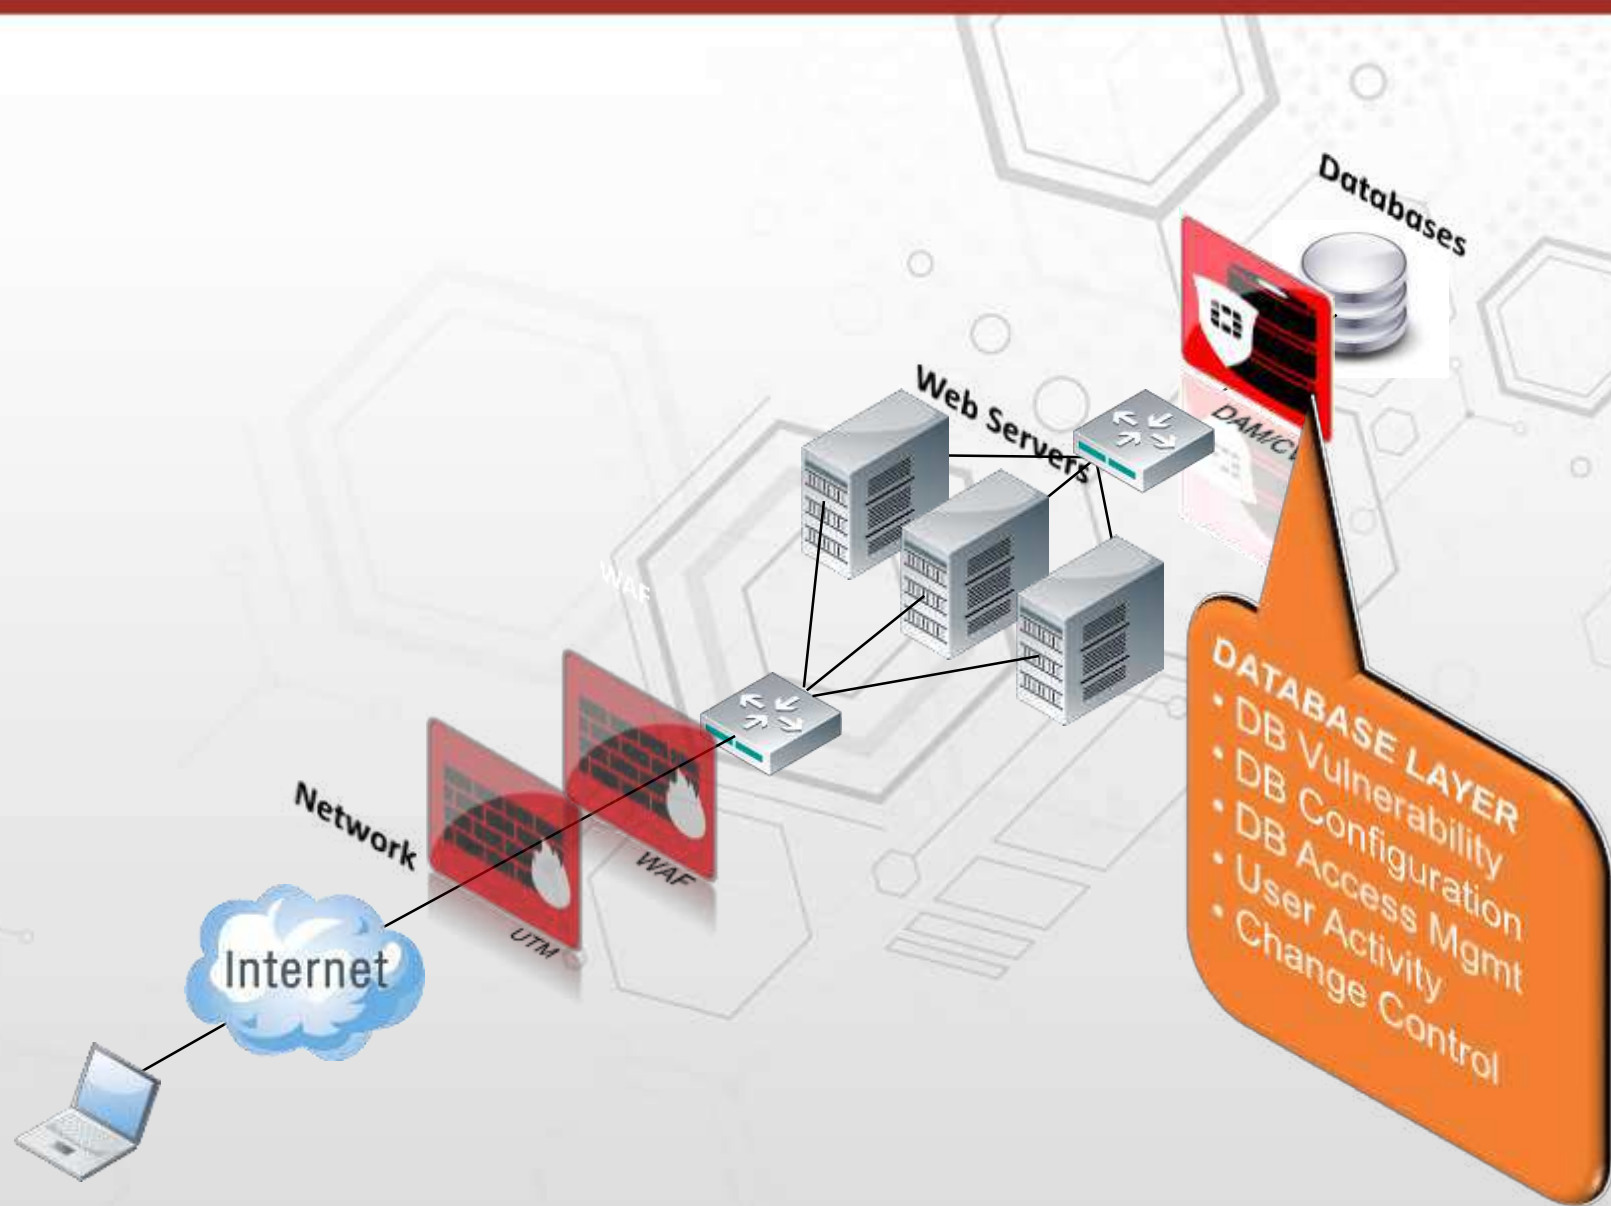 Databases
Web Servers
WAF
Network
WAF
UTM
Internet
DATABASE LAYER
• DB Vulnerability
• DB Configuration
• DB Access Mgmt
• User Activity
• Change Control